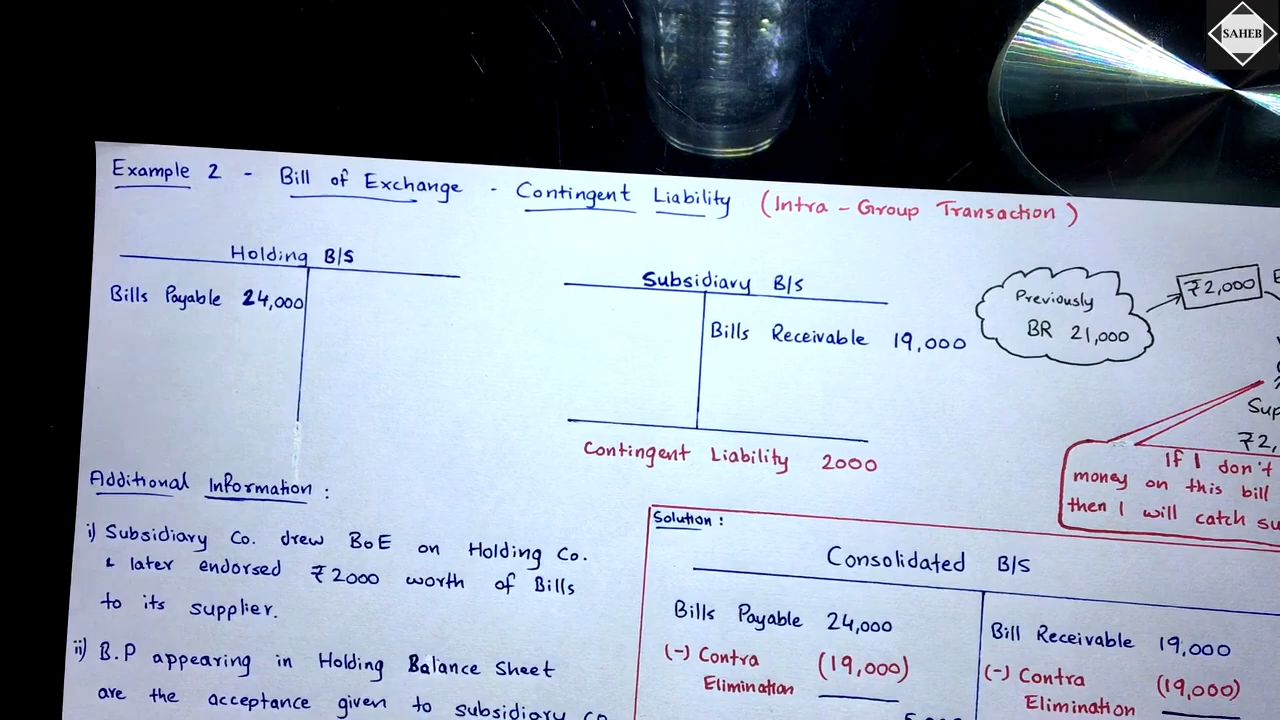 SAHEB
Example 2 - Bill of Exchange - Contingent Liability (Intra-Group Transaction)
Holding B/S
Bills Payable 24,000
Subsidiary B/S
Bills Receivable 19,000
Contingent Liability 2000
Previously
BR 21,000
₹2,000
Additional Information:
i) Subsidiary Co. drew BoE on Holding Co.
& later endorsed ₹2000 worth of Bills
to its supplier.
ii) B.P appearing in Holding Balance Sheet
are the acceptance given to subsidiary co
If I don't
money on this bill
then I will catch
Solution:
Consolidated B/S
Bills Payable 24,000
(-) Contra (19,000)
Elimination
Bill Receivable 19,000
(-) Contra (19,000)
Elimination